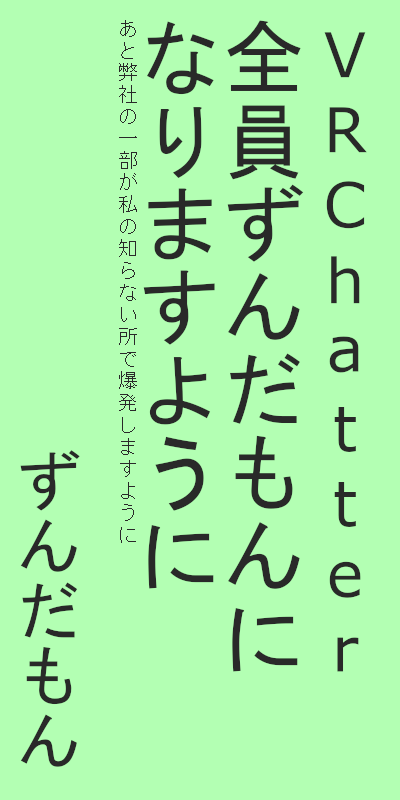 VRChatter
全員ずんだもんに
なりますように
あと弊社の一部が私の知らない所で爆発しますように
ずんだもん